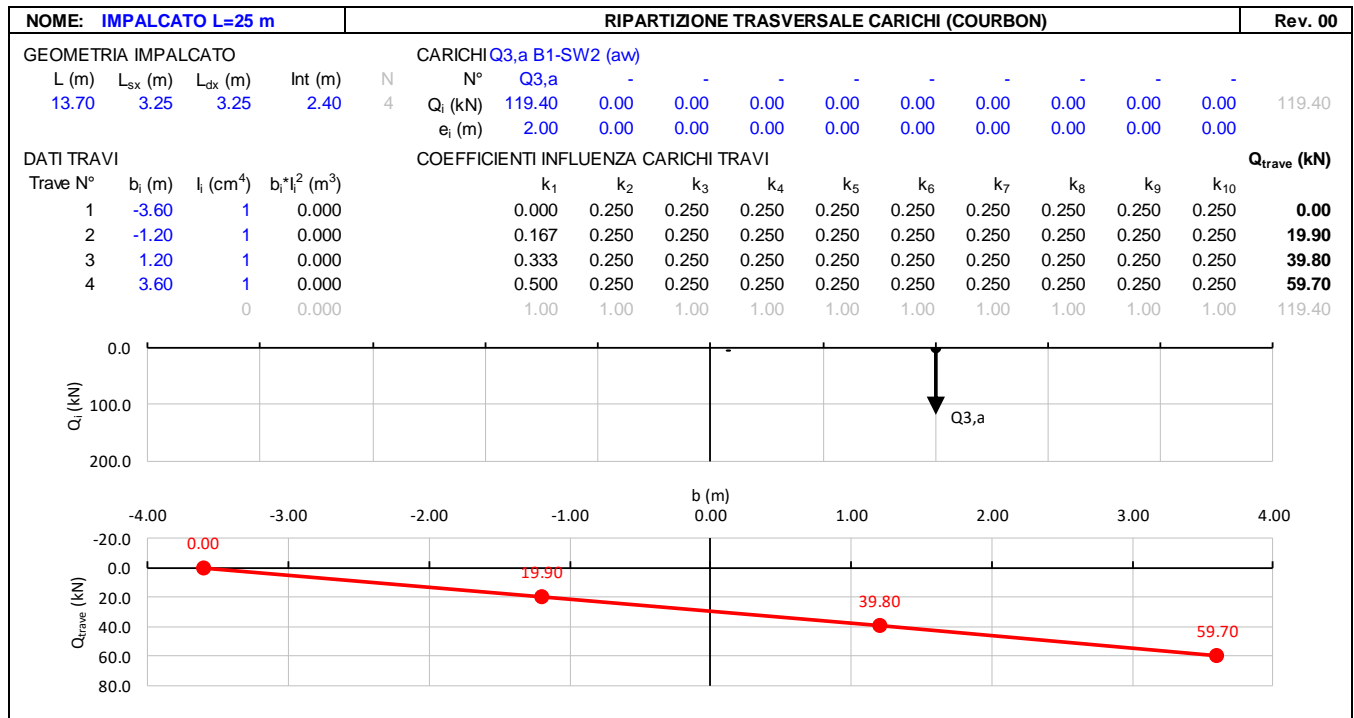 NOME: IMPALCATO L=25 m RIPARTIZIONE TRASVERSALE CARICHI (COURBON) Rev. 00
GEOMETRIA IMPALCATO CARICHI Q3,a B1-SW2 (aw)
L (m) Lsx (m) Ldx (m) Int (m) N N° Q3,a - - - - - - - - -
13.70 3.25 3.25 2.40 4 Qi (kN) 119.40 0.00 0.00 0.00 0.00 0.00 0.00 0.00 0.00 0.00 119.40
ei (m) 2.00 0.00 0.00 0.00 0.00 0.00 0.00 0.00 0.00 0.00
DATI TRAVI COEFFICIENTI INFLUENZA CARICHI TRAVI Qtrave (kN)
Trave N° bi (m) Ii (cm⁴) bi*Ii² (m³) k1 k2 k3 k4 k5 k6 k7 k8 k9 k10
1 -3.60 1 0.000 0.000 0.250 0.250 0.250 0.250 0.250 0.250 0.250 0.250 0.250 0.00
2 -1.20 1 0.000 0.167 0.250 0.250 0.250 0.250 0.250 0.250 0.250 0.250 0.250 19.90
3 1.20 1 0.000 0.333 0.250 0.250 0.250 0.250 0.250 0.250 0.250 0.250 0.250 39.80
4 3.60 1 0.000 0.500 0.250 0.250 0.250 0.250 0.250 0.250 0.250 0.250 0.250 59.70
0 0.000 1.00 1.00 1.00 1.00 1.00 1.00 1.00 1.00 1.00 1.00 119.40
0.0
Qi (kN)
100.0
Q3,a
200.0
b (m)
-4.00 -3.00 -2.00 -1.00 0.00 1.00 2.00 3.00 4.00
-20.0
0.00
0.0
19.90
Qtrave (kN)
20.0
39.80
40.0
59.70
60.0
80.0